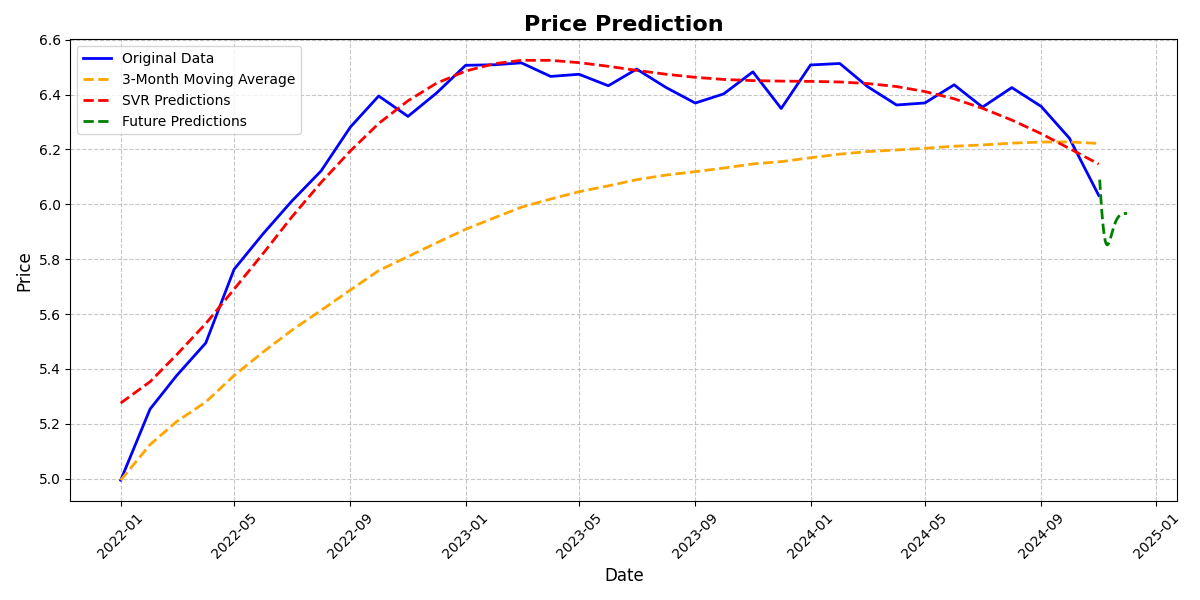 Price Prediction
Original Data
3-Month Moving Average
SVR Predictions
Future Predictions
Price
6.6
6.4
6.2
6.0
5.8
5.6
5.4
5.2
5.0
2022-01
2022-05
2022-09
2023-01
2023-05
2023-09
2024-01
2024-05
2024-09
2025-01
Date